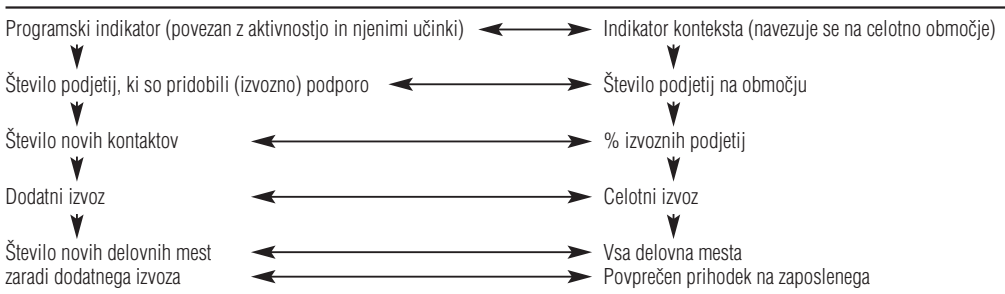 Programski indikator (povezan z aktivnostjo in njenimi učinki) Indikator konteksta (navezuje se na celotno območje)
Število podjetij, ki so pridobili (izvozno) podporo Število podjetij na območju
Število novih kontaktov % izvoznih podjetij
Dodatni izvoz Celotni izvoz
Število novih delovnih mest Vsa delovna mesta
zaradi dodatnega izvoza Povprečen prihodek na zaposlenega